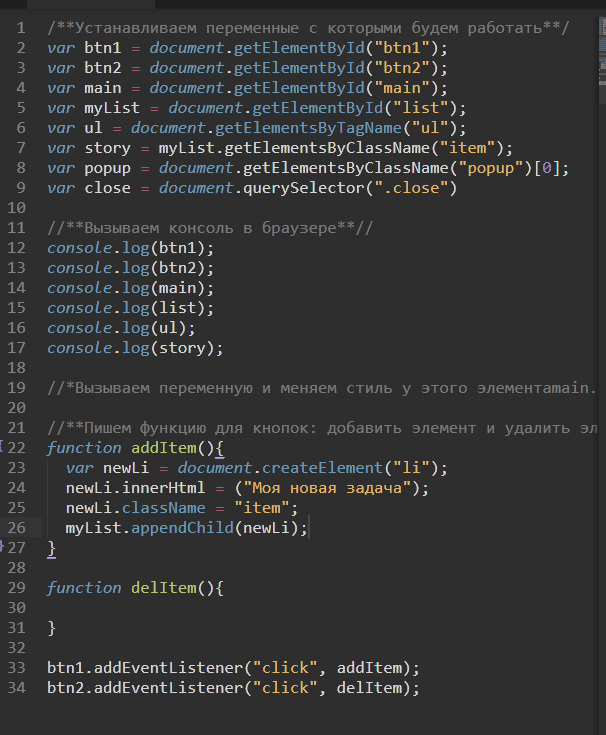 1 /**Устанавливаем переменные с которыми будем работать**/
2 var btn1 = document.getElementById("btn1");
3 var btn2 = document.getElementById("btn2");
4 var main = document.getElementById("main");
5 var myList = document.getElementById("list");
6 var ul = document.getElementsByTagName("ul");
7 var story = myList.getElementsByClassName("item");
8 var popup = document.getElementsByClassName("popup")[0];
9 var close = document.querySelector(".close")
10
11 //**Вызываем консоль в браузере**//
12 console.log(btn1);
13 console.log(btn2);
14 console.log(main);
15 console.log(list);
16 console.log(ul);
17 console.log(story);
18
19 //*Вызываем переменную и меняем стиль у этого элементаmain.
20
21 //**Пишем функцию для кнопок: добавить элемент и удалить эл
22 function addItem(){
23 var newLi = document.createElement("li");
24 newLi.innerHtml = ("Моя новая задача");
25 newLi.className = "item";
26 myList.appendChild(newLi);
27 }
28
29 function delItem(){
30
31 }
32
33 btn1.addEventListener("click", addItem);
34 btn2.addEventListener("click", delItem);